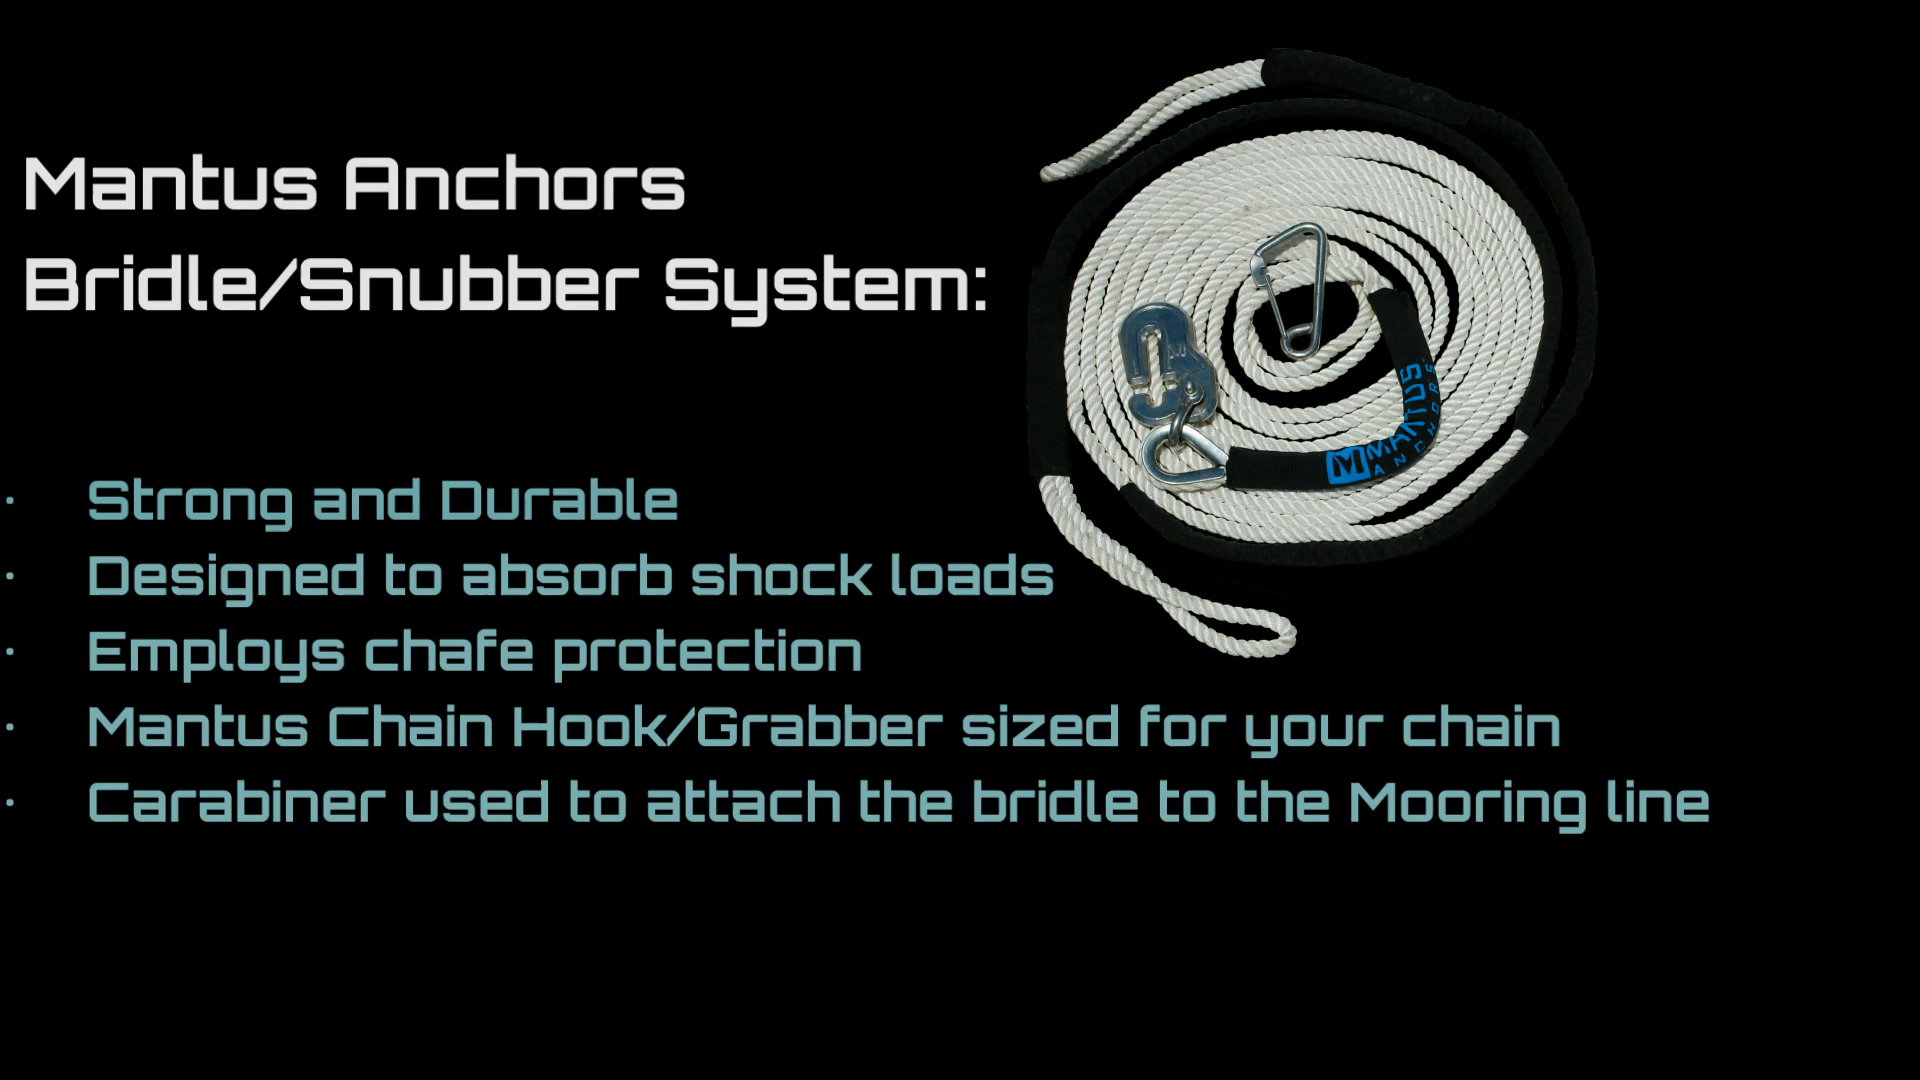 Mantus Anchors
Bridle/Snubber System:
· Strong and Durable
· Designed to absorb shock loads
· Employs chafe protection
· Mantus Chain Hook/Grabber sized for your chain
· Carabiner used to attach the bridle to the Mooring line
M MANTUS
ANCHORS